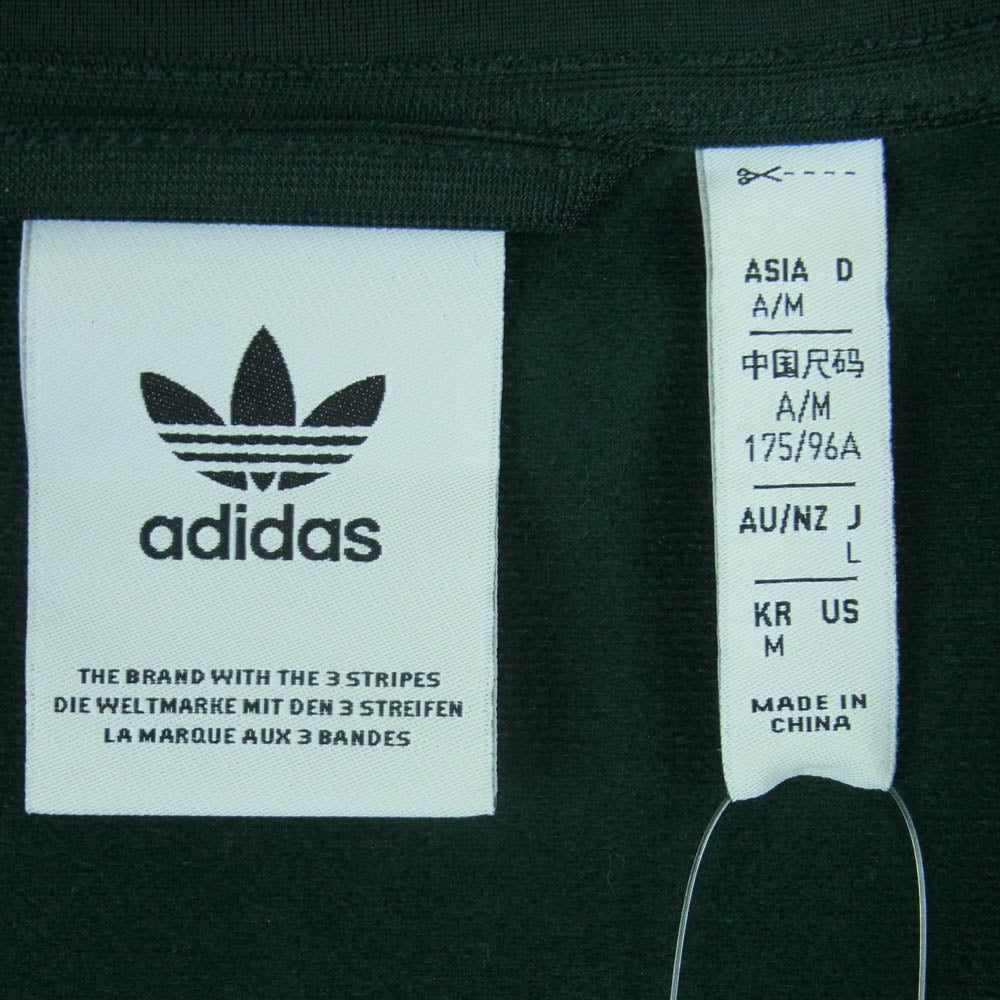 adidas
THE BRAND WITH THE 3 STRIPES
DIE WELTMARKE MIT DEN 3 STREIFEN
LA MARQUE AUX 3 BANDES
ASIA D
A/M
中国尺码
A/M
175/96A
AU/NZ J
L
KR US
M
MADE IN
CHINA